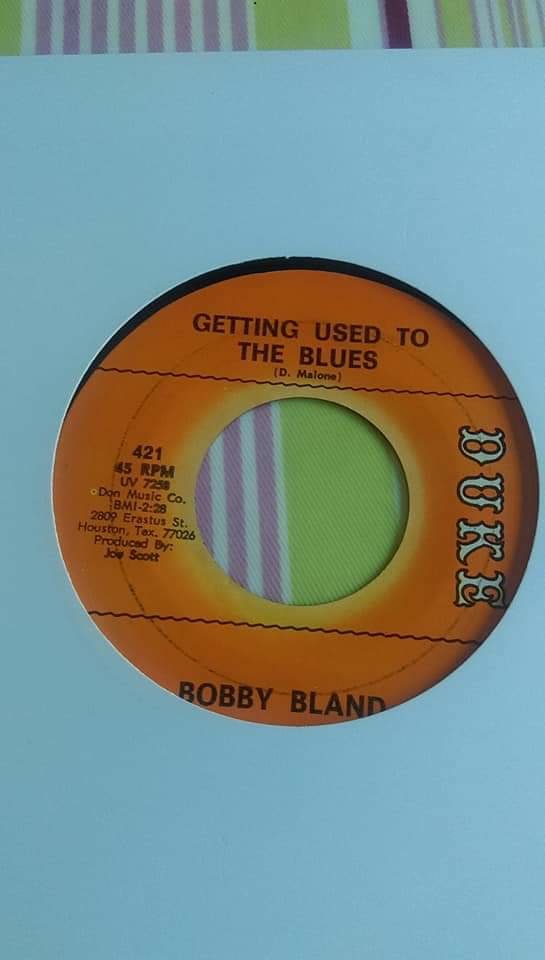 GETTING USED TO
THE BLUES
(D. Malone)
421
45 RPM
UV 7258
Don Music Co.
BMI-2:28
2809 Erastus St.
Houston, Tex. 77026
Produced By:
Joe Scott
DUKE
BOBBY BLAND